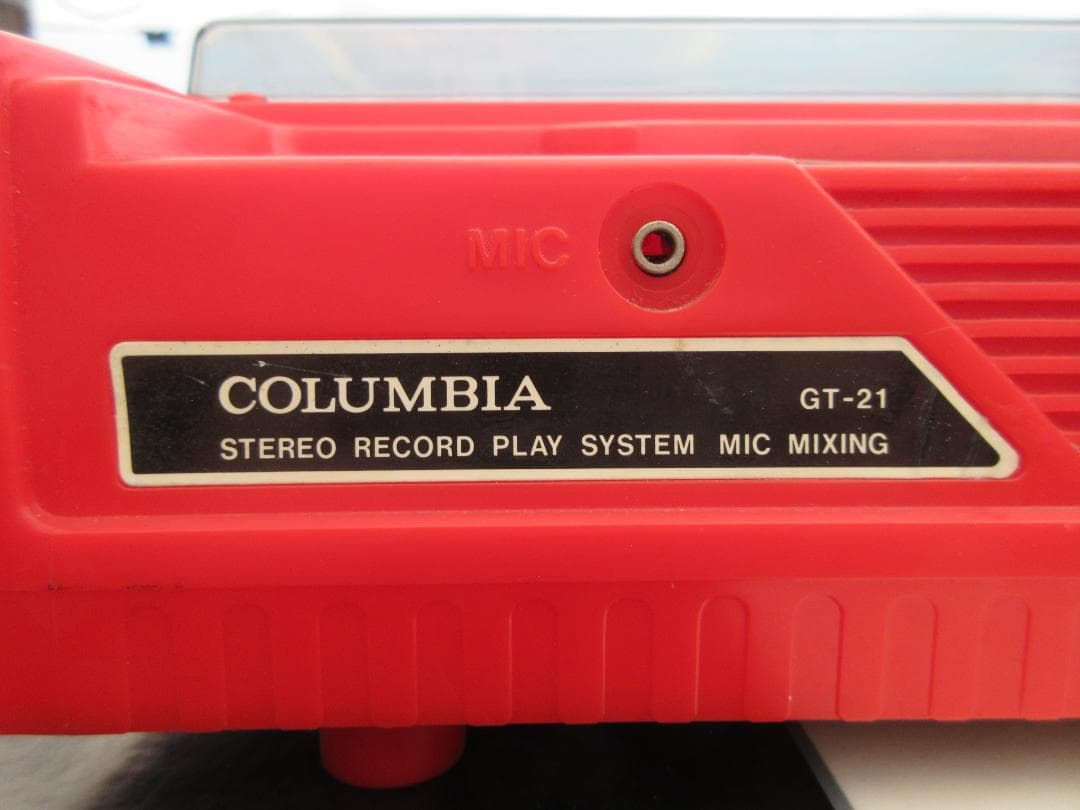 MIC
COLUMBIA GT-21
STEREO RECORD PLAY SYSTEM MIC MIXING